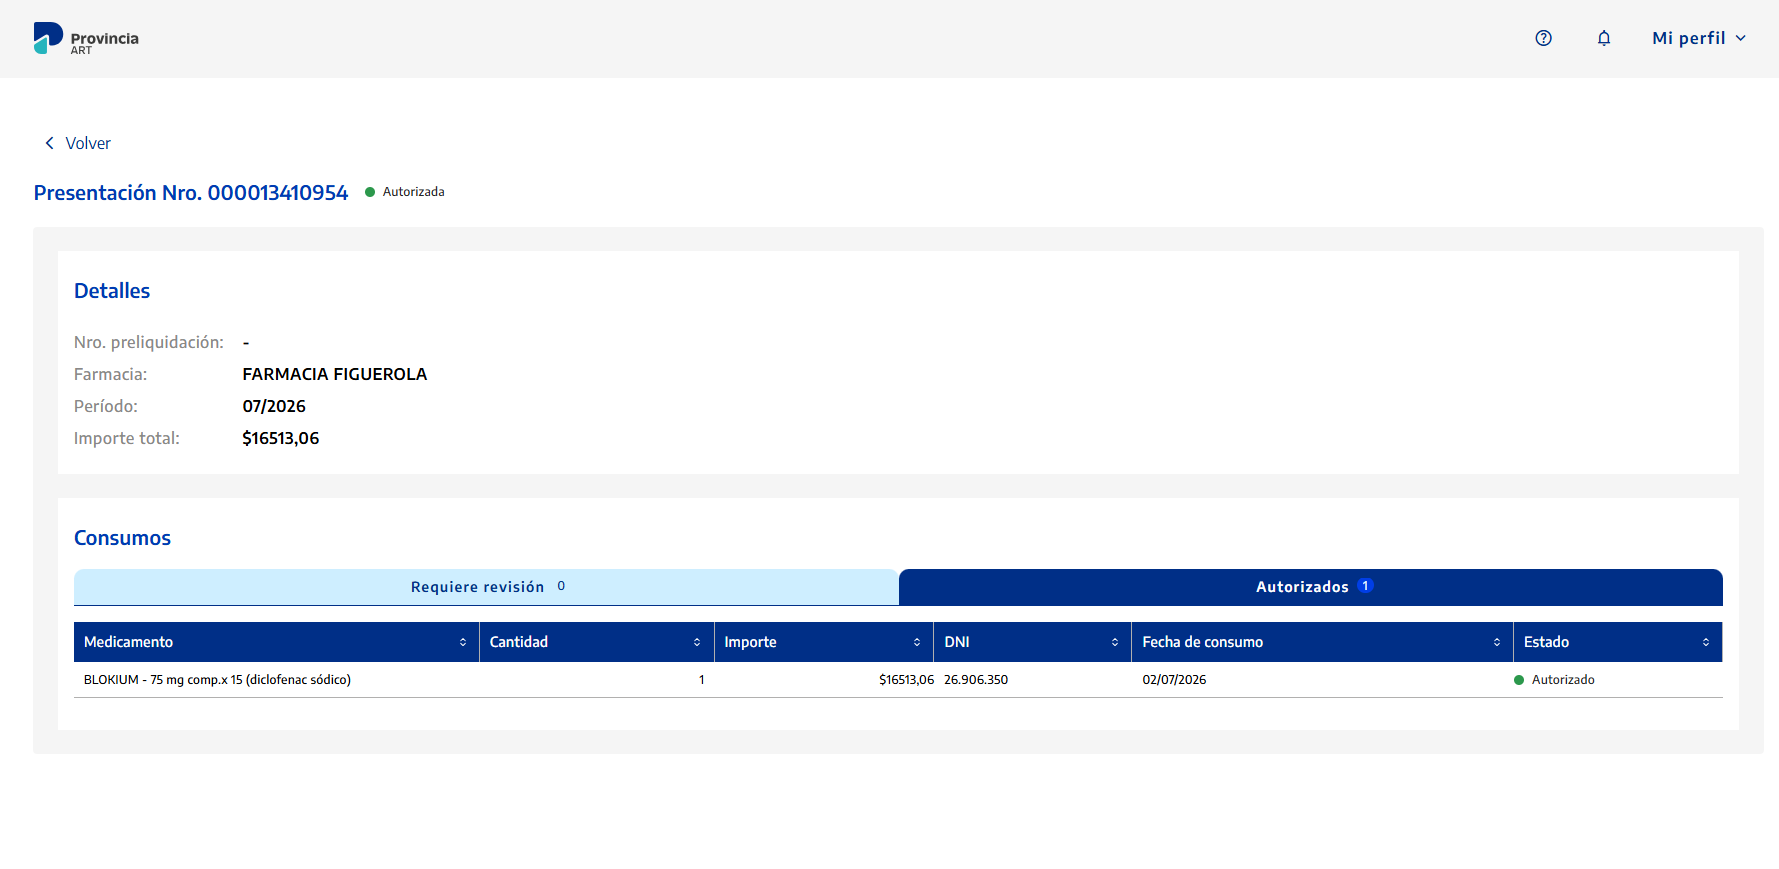 Provincia
ART
Mi perfil
Volver
Presentación Nro. 000013410954 Autorizada
Detalles
Nro. preliquidación: -
Farmacia: FARMACIA FIGUEROLA
Período: 07/2026
Importe total: $16513,06
Consumos
Requiere revisión 0 Autorizados 1
Medicamento Cantidad Importe DNI Fecha de consumo Estado
BLOKIUM - 75 mg comp.x 15 (diclofenac sódico) 1 $16513,06 26.906.350 02/07/2026 Autorizado